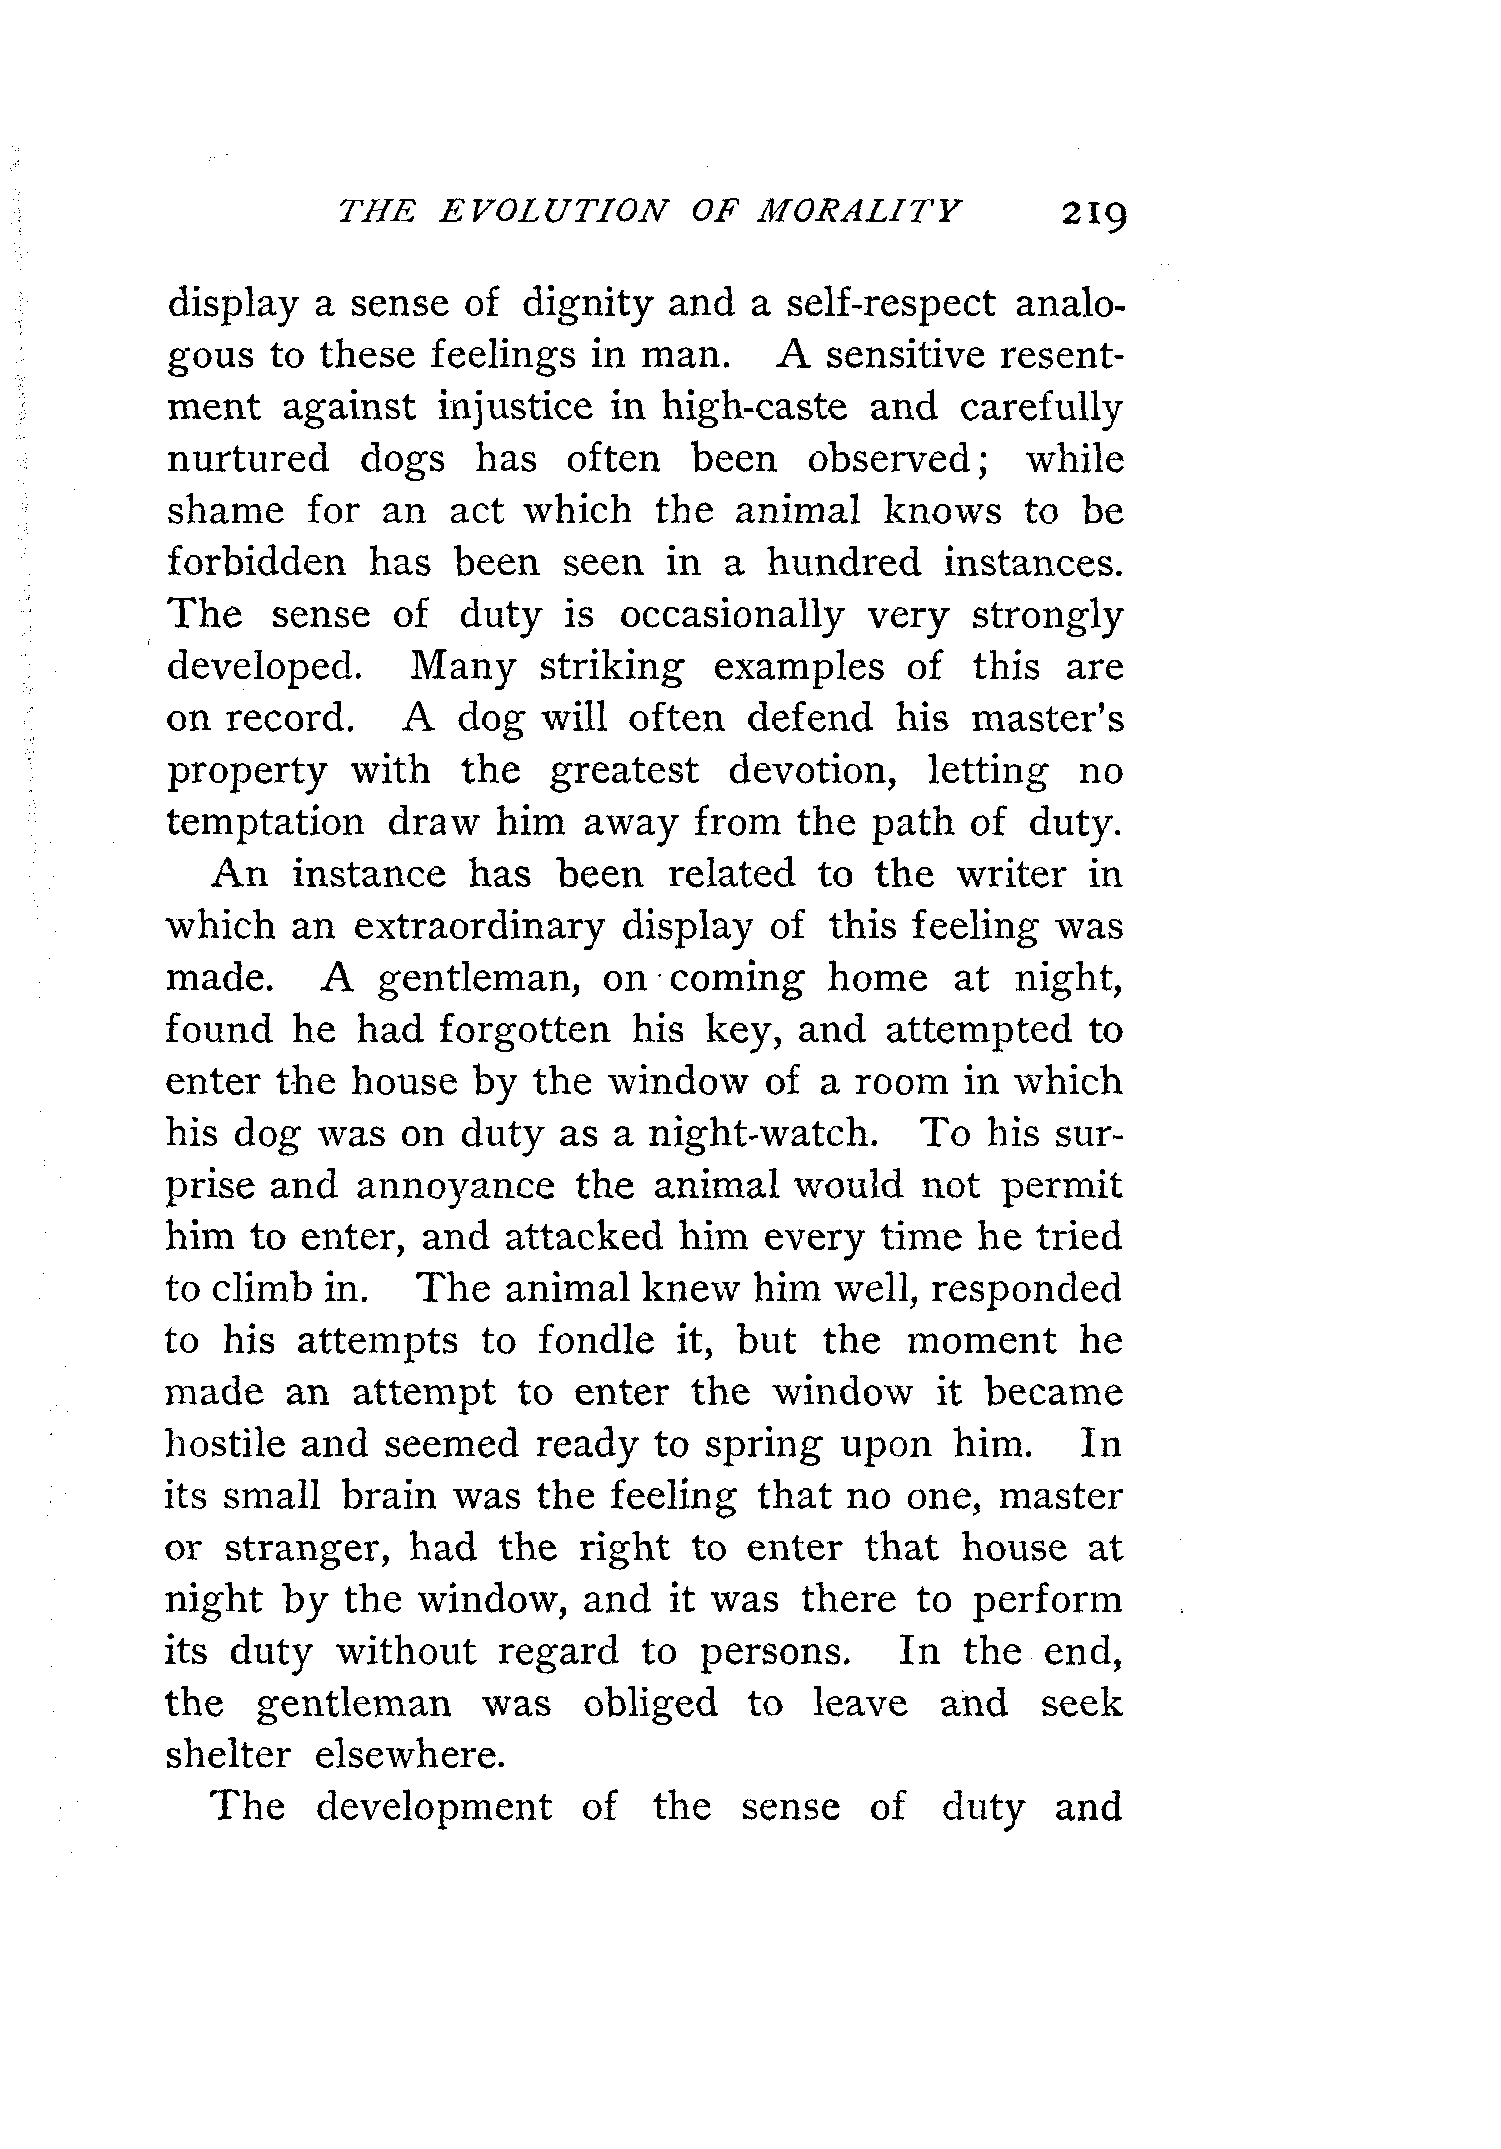 THE EVOLUTION OF MORALITY 219
display a sense of dignity and a self-respect analo-
gous to these feelings in man. A sensitive resent-
ment against injustice in high-caste and carefully
nurtured dogs has often been observed; while
shame for an act which the animal knows to be
forbidden has been seen in a hundred instances.
The sense of duty is occasionally very strongly
developed. Many striking examples of this are
on record. A dog will often defend his master's
property with the greatest devotion, letting no
temptation draw him away from the path of duty.
An instance has been related to the writer in
which an extraordinary display of this feeling was
made. A gentleman, on coming home at night,
found he had forgotten his key, and attempted to
enter the house by the window of a room in which
his dog was on duty as a night-watch. To his sur-
prise and annoyance the animal would not permit
him to enter, and attacked him every time he tried
to climb in. The animal knew him well, responded
to his attempts to fondle it, but the moment he
made an attempt to enter the window it became
hostile and seemed ready to spring upon him. In
its small brain was the feeling that no one, master
or stranger, had the right to enter that house at
night by the window, and it was there to perform
its duty without regard to persons. In the end,
the gentleman was obliged to leave and seek
shelter elsewhere.
The development of the sense of duty and